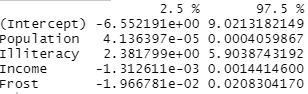 2.5 % 97.5 %
(Intercept) -6.552191e+00 9.0213182149
Population 4.136397e-05 0.0004059867
Illiteracy 2.381799e+00 5.9038743192
Income -1.312611e-03 0.0014414600
Frost -1.966781e-02 0.0208304170